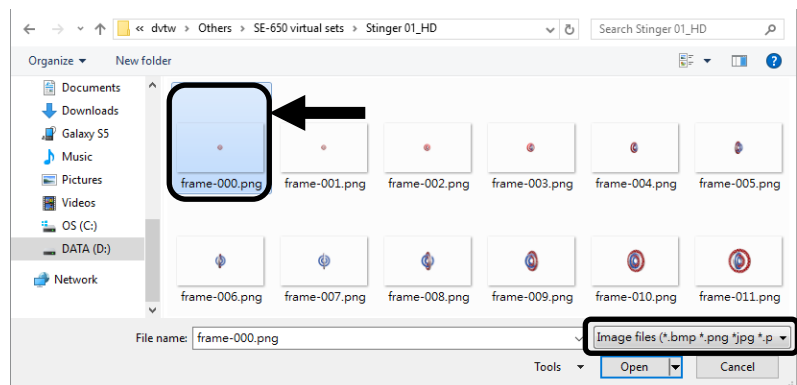 « dvtw › Others › SE-650 virtual sets › Stinger 01_HD
Search Stinger 01_HD
Organize
New folder
Documents
Downloads
Galaxy S5
Music
Pictures
Videos
OS (C:)
DATA (D:)
Network
frame-000.png frame-001.png frame-002.png frame-003.png frame-004.png frame-005.png
frame-006.png frame-007.png frame-008.png frame-009.png frame-010.png frame-011.png
File name: frame-000.png
Image files (*.bmp *.png *jpg *.p
Tools
Open
Cancel